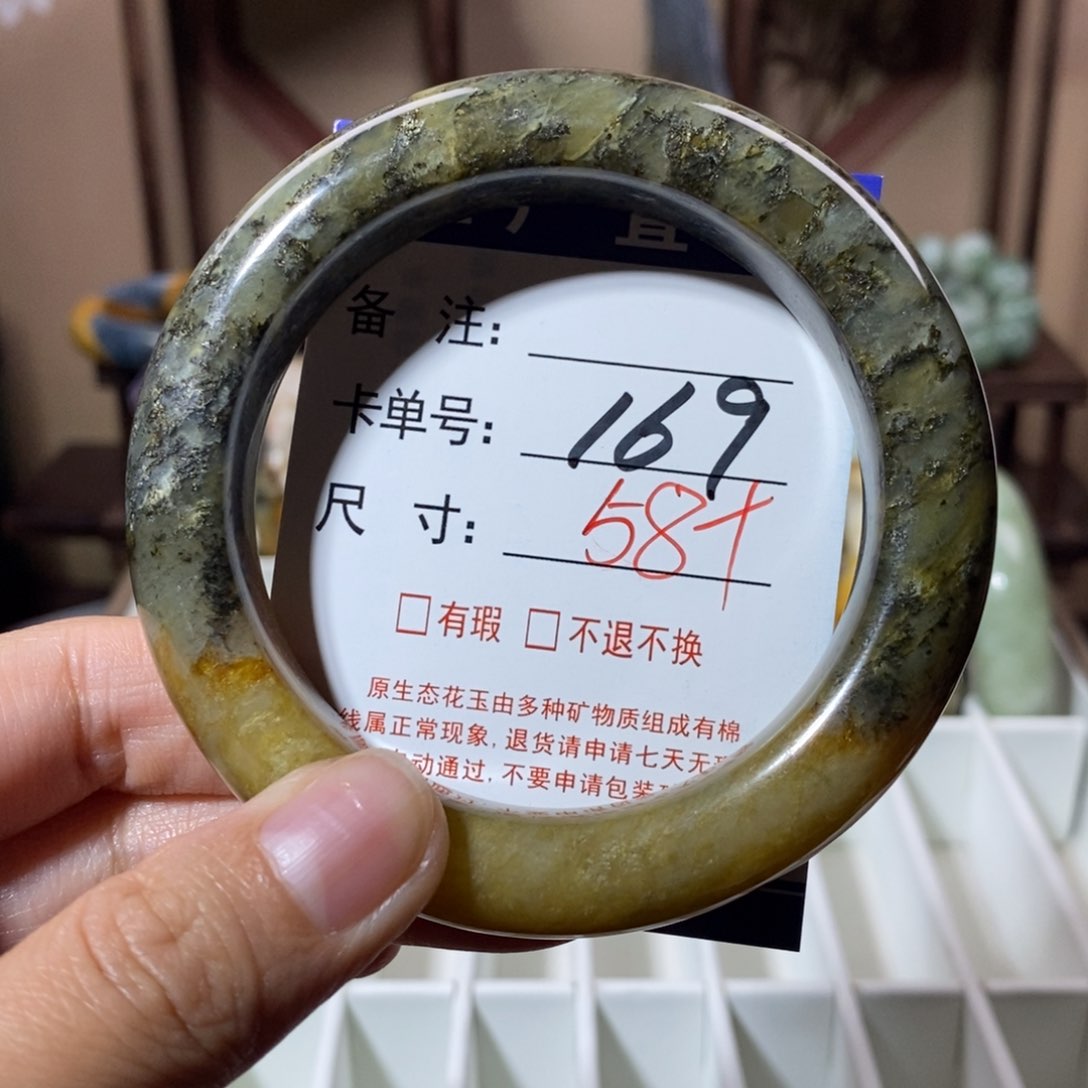 直
备 注:
卡单号: 169
尺 寸: 58+
□有瑕 □不退不换
原生态花玉由多种矿物质组成有棉
线属正常现象,退货请申请七天无
动通过,不要申请包装